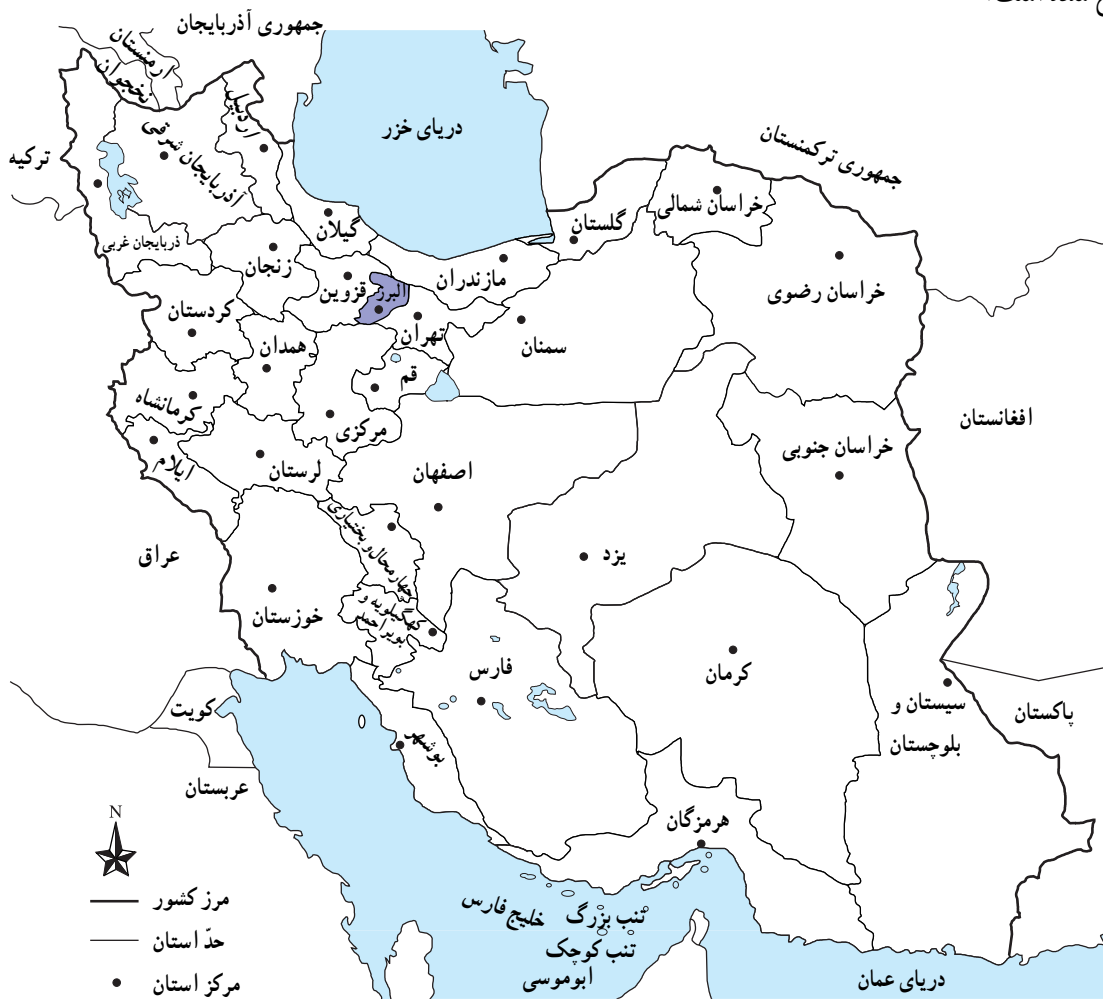 شده است.
جمهوری آذربایجان
ارمنستان
نخجوان
ترکیه
دریای خزر
جمهوری ترکمنستان
اردبیل
آذربایجان شرقی
ذربایجان غربی
گیلان
گلستان
خراسان شمالی
مازندران
زنجان
قزوین
البرز
خراسان رضوی
کردستان
تهران
سمنان
همدان
قم
کرمانشاه
مرکزی
افغانستان
ایلام
لرستان
اصفهان
خراسان جنوبی
عراق
چهارمحال و بختیاری
یزد
خوزستان
کهگیلویه و
بویراحمد
فارس
کرمان
سیستان و
بلوچستان
پاکستان
کویت
بوشهر
عربستان
هرمزگان
خلیج فارس
تنب بزرگ
تنب کوچک
ابوموسی
دریای عمان
N
مرز کشور
حدّ استان
مرکز استان